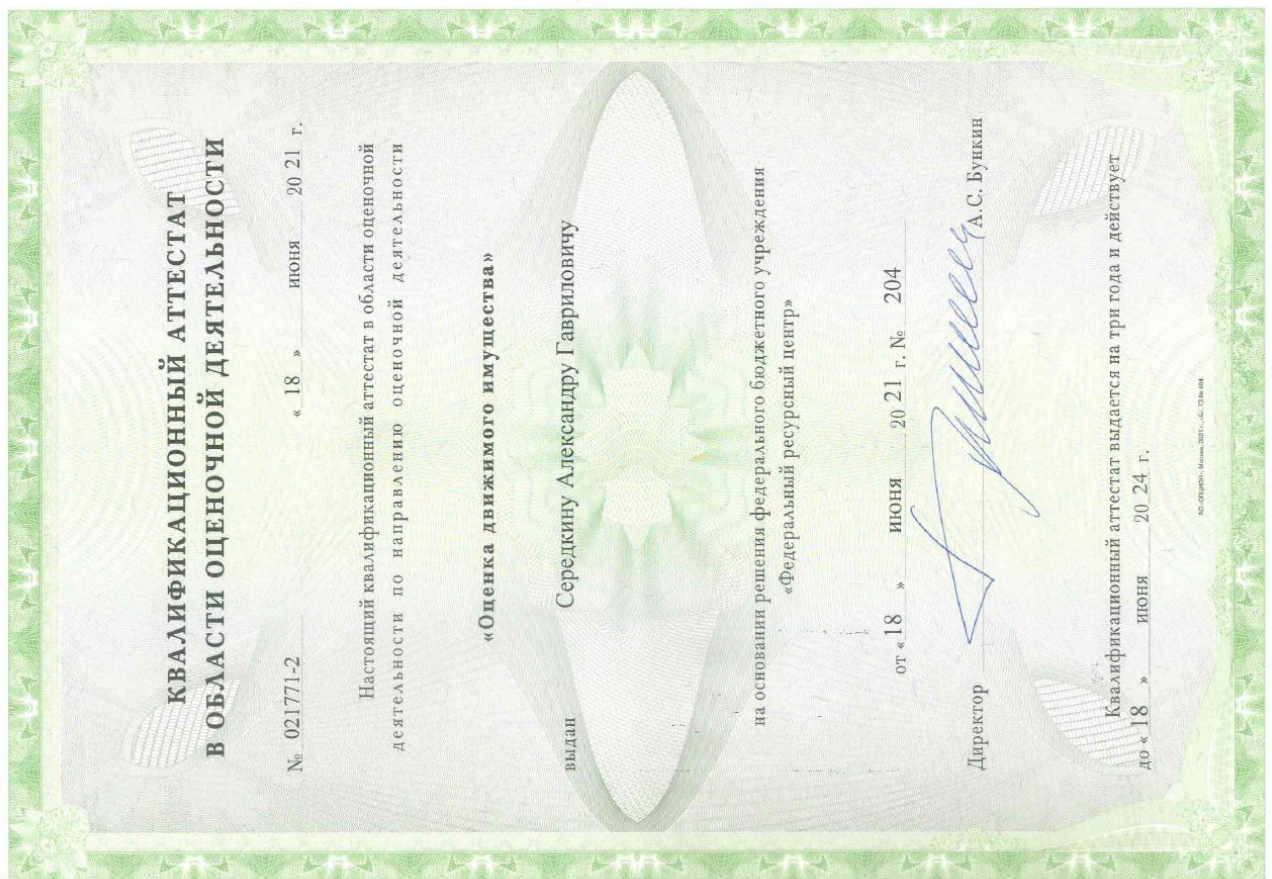 КВАЛИФИКАЦИОННЫЙ АТТЕСТАТ
В ОБЛАСТИ ОЦЕНОЧНОЙ ДЕЯТЕЛЬНОСТИ
№ 021771-2 « 18 » июня 20 21 г.
Настоящий квалификационный аттестат в области оценочной
деятельности по направлению оценочной деятельности
«Оценка движимого имущества»
выдан Середкину Александру Гавриловичу
на основании решения федерального бюджетного учреждения
«Федеральный ресурсный центр»
от « 18 » июня 20 21 г. № 204
Директор А.С. Бункин
Квалификационный аттестат выдается на три года и действует
до « 18 » июня 20 24 г.